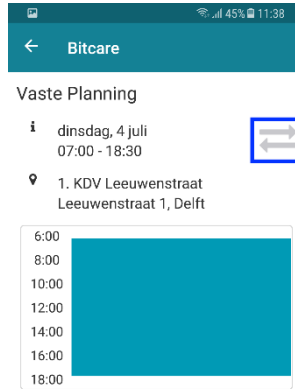 45% 11:38
Bitcare
Vaste Planning
dinsdag, 4 juli
07:00 - 18:30
1. KDV Leeuwenstraat
Leeuwenstraat 1, Delft
6:00
8:00
10:00
12:00
14:00
16:00
18:00